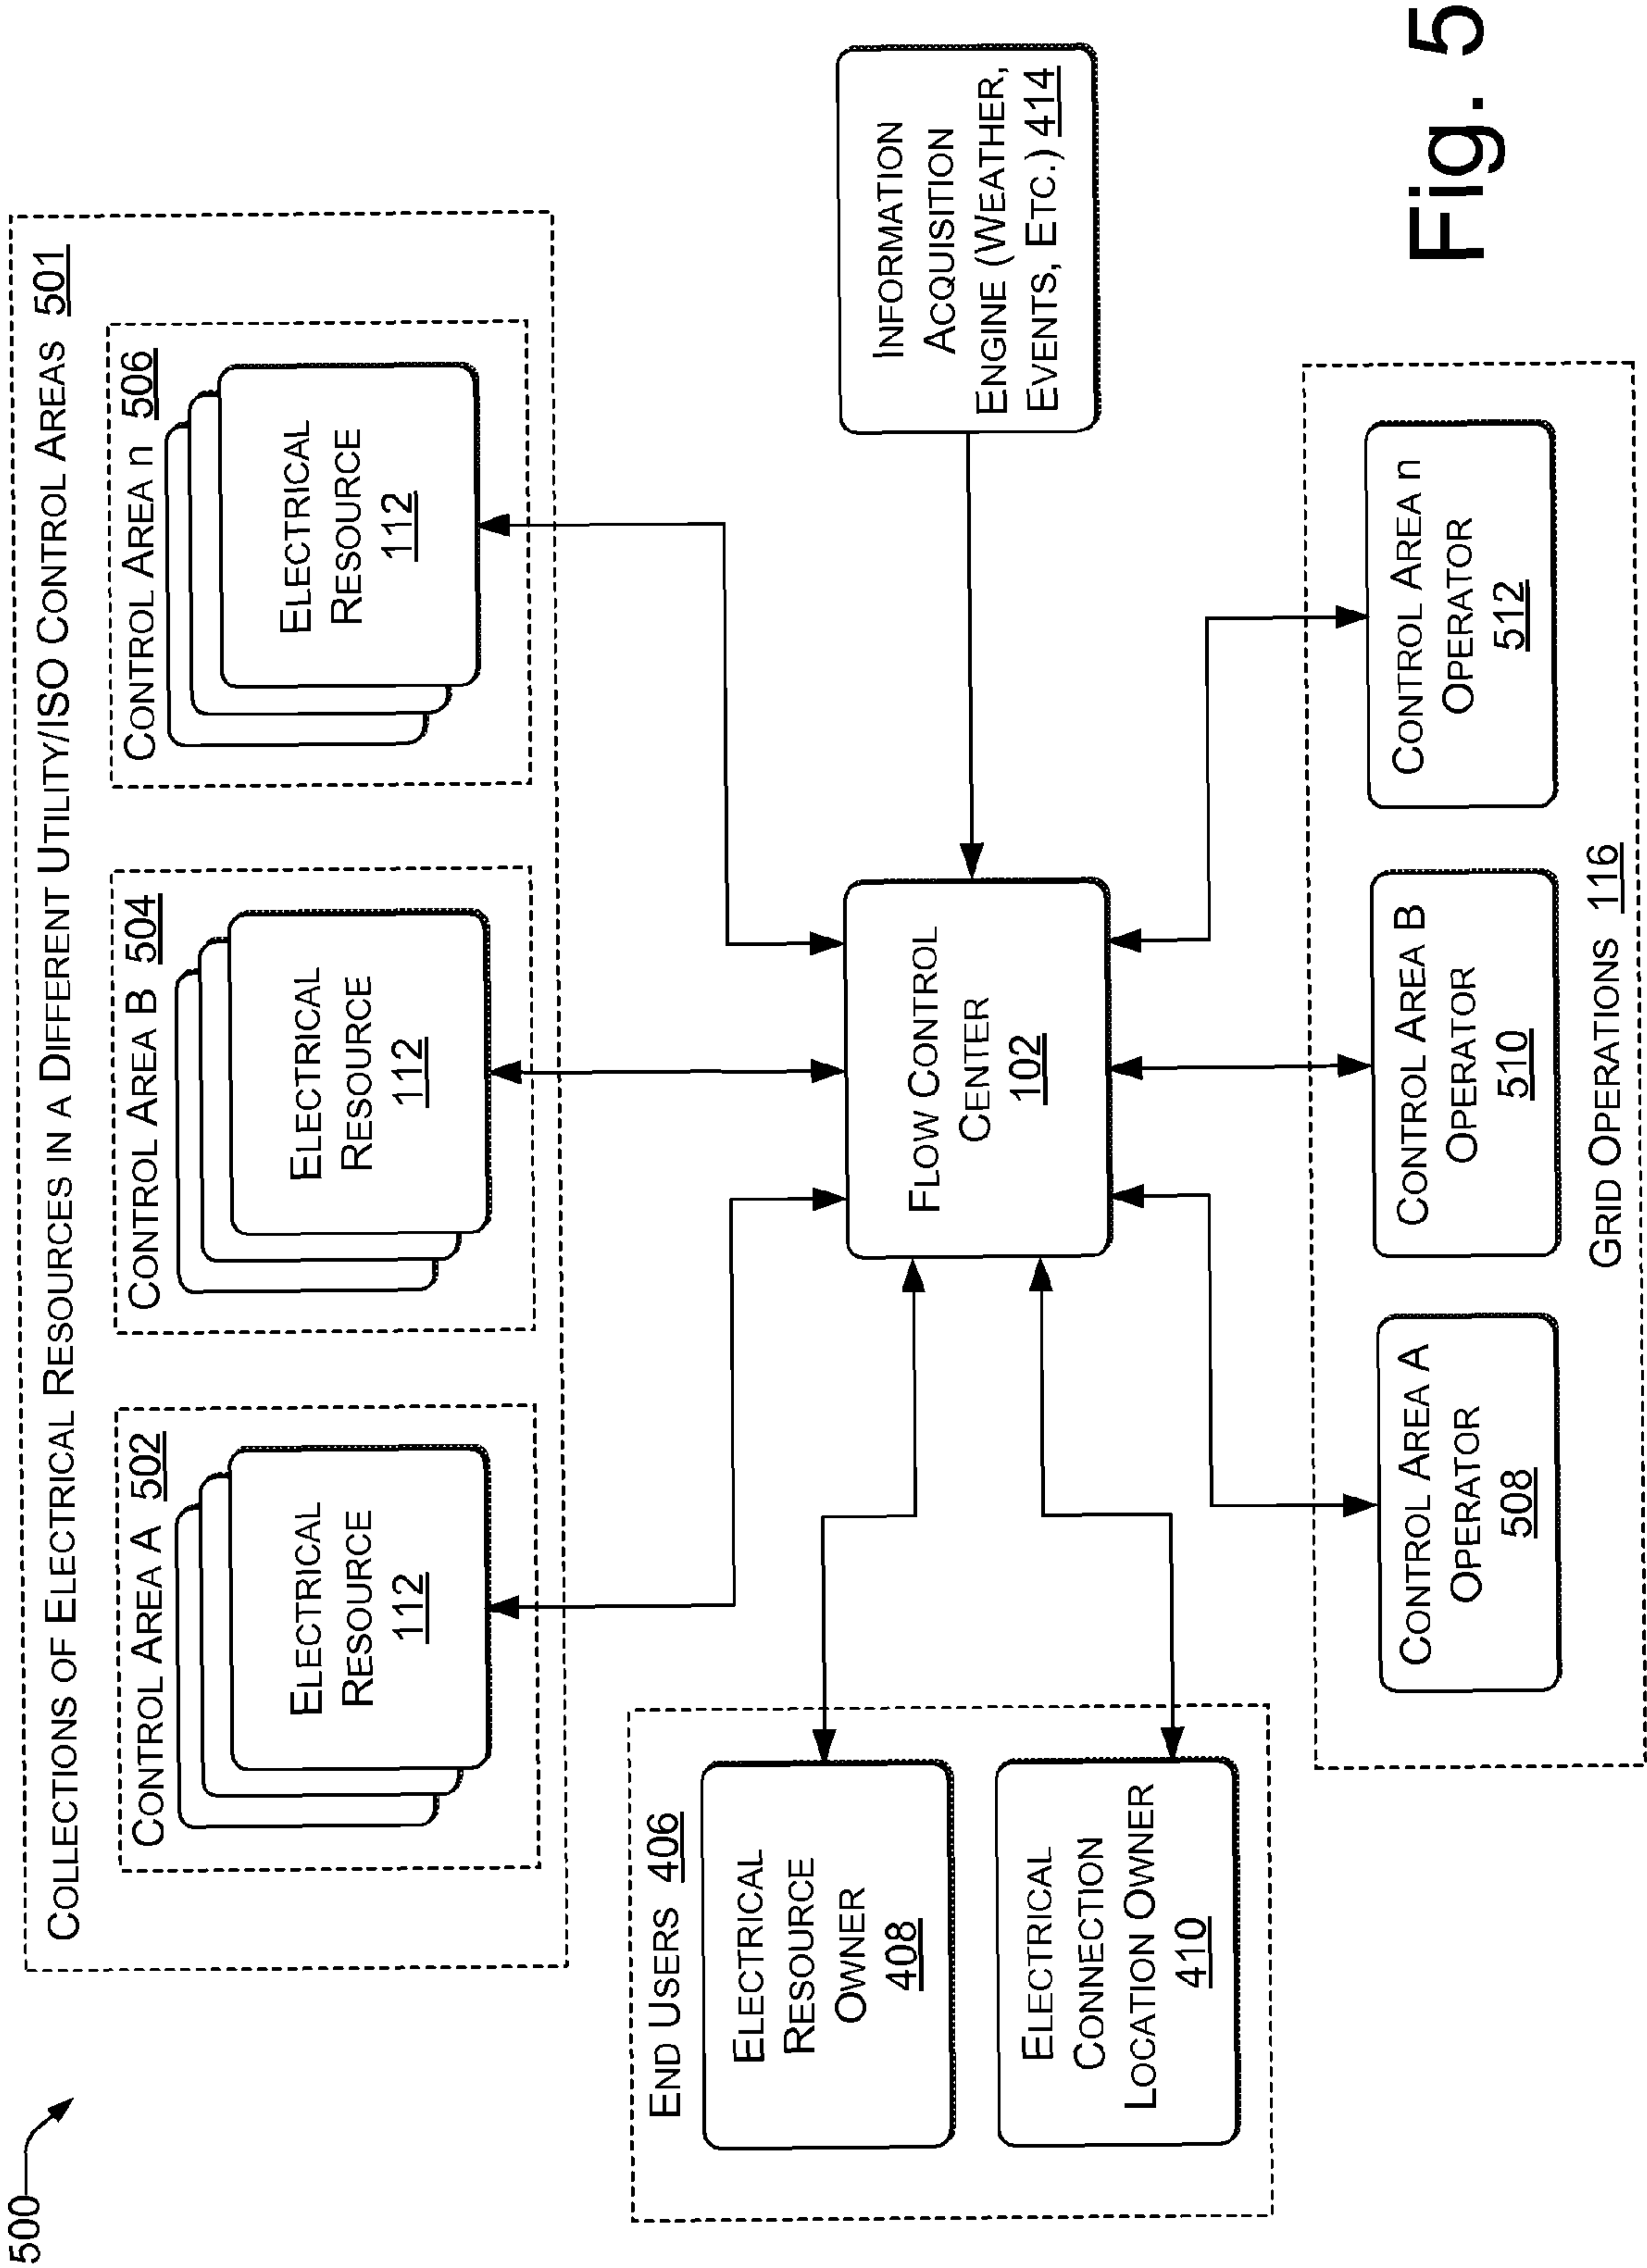 500
COLLECTIONS OF ELECTRICAL RESOURCES IN A DIFFERENT UTILITY/ISO CONTROL AREAS 501
CONTROL AREA A 502
ELECTRICAL
RESOURCE
112
CONTROL AREA B 504
ELECTRICAL
RESOURCE
112
CONTROL AREA n 506
ELECTRICAL
RESOURCE
112
END USERS 406
ELECTRICAL
RESOURCE
OWNER
408
ELECTRICAL
CONNECTION
LOCATION OWNER
410
FLOW CONTROL
CENTER
102
INFORMATION
ACQUISITION
ENGINE (WEATHER,
EVENTS, ETC.) 414
CONTROL AREA A
OPERATOR
508
CONTROL AREA B
OPERATOR
510
CONTROL AREA n
OPERATOR
512
GRID OPERATIONS 116
Fig. 5